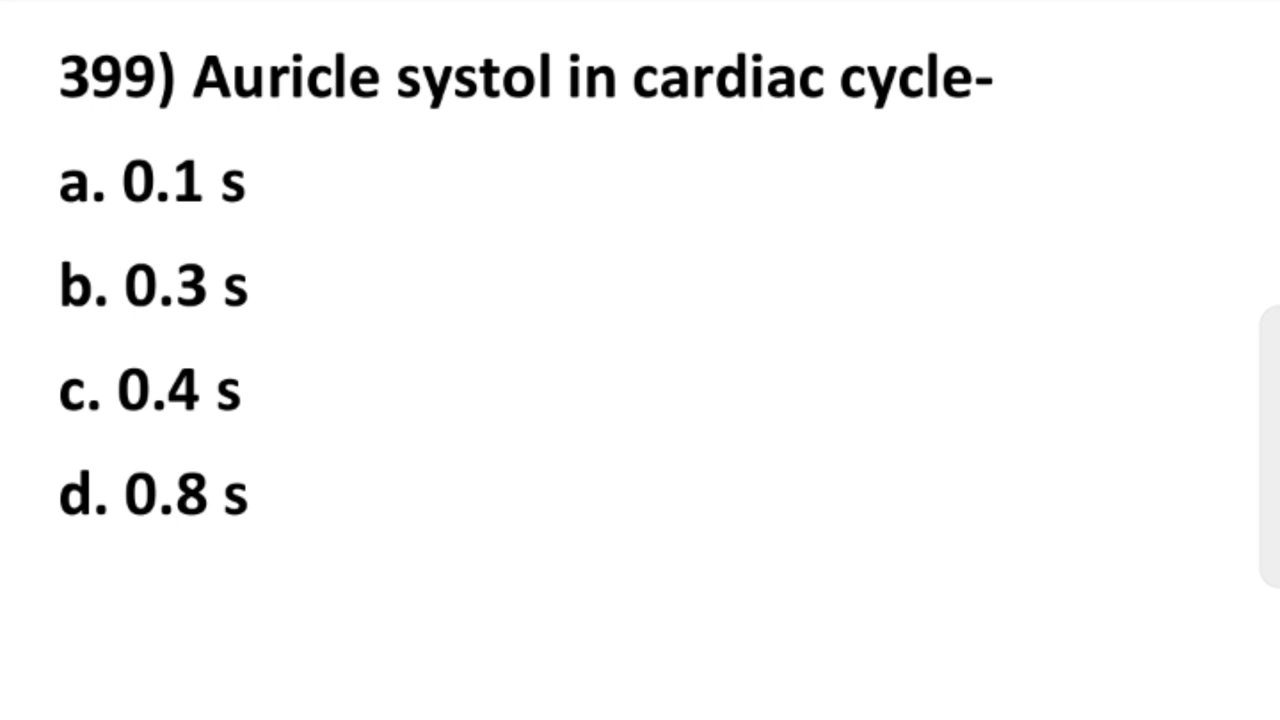 399) Auricle systol in cardiac cycle-
a. 0.1 s
b. 0.3 s
c. 0.4 s
d. 0.8 s